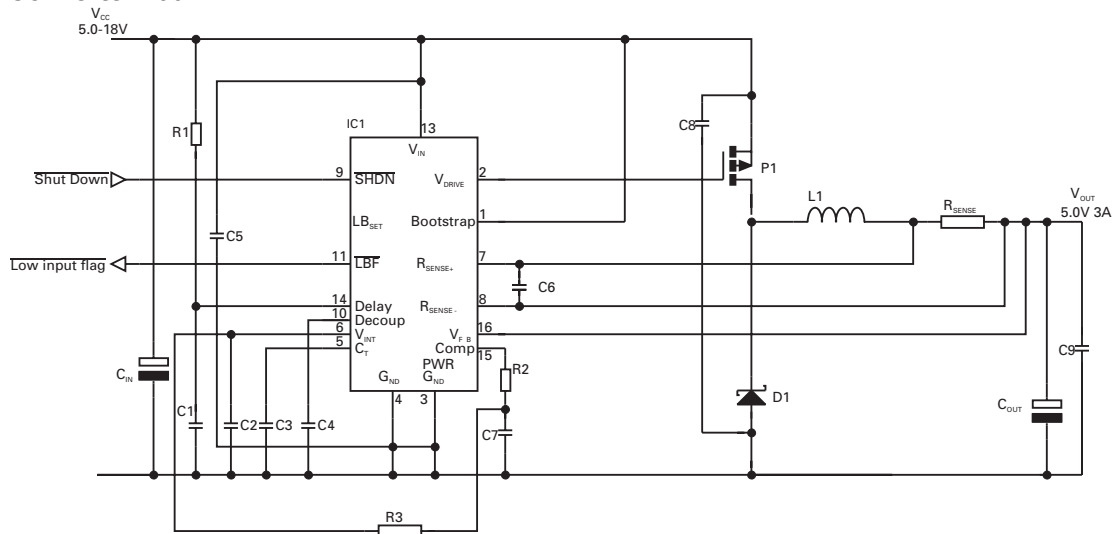 V_CC
5.0-18V
IC1
13
V_IN
R1
C8
P1
Shut Down
9
SHDN
V_DRIVE
2
L1
R_SENSE
V_OUT
5.0V 3A
LB_SET
Bootstrap
1
C5
Low input flag
11
LBF
R_SENSE+
7
C6
14
Delay
R_SENSE-
8
10
Decoup
6
V_INT
V_FB
16
5
C_T
Comp
15
PWR
G_ND
G_ND
R2
C9
C_IN
4
3
D1
C_OUT
C1
C2
C3
C4
C7
R3